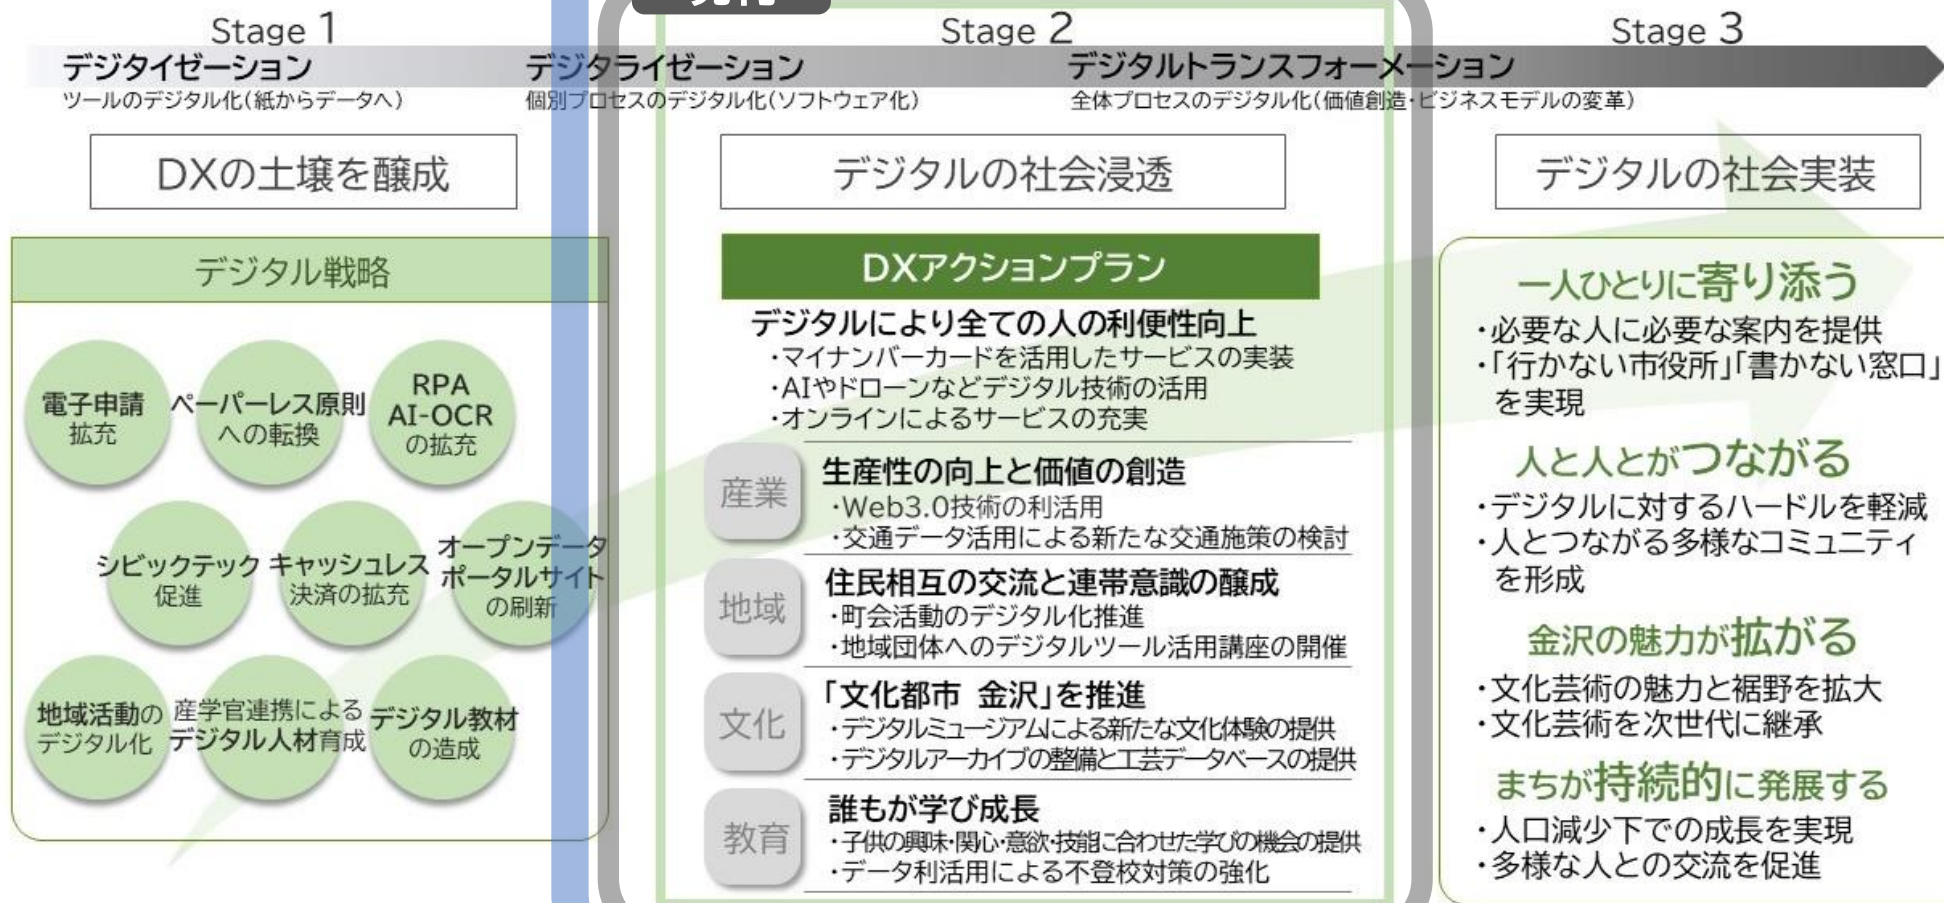 Stage 1
Stage 2
Stage 3
デジタイゼーション
デジタライゼーション
デジタルトランスフォーメーション
ツールのデジタル化(紙からデータへ)
個別プロセスのデジタル化(ソフトウェア化)
全体プロセスのデジタル化(価値創造・ビジネスモデルの変革)
DXの土壌を醸成
デジタル戦略
電子申請
拡充
ペーパーレス原則
への転換
RPA
AI-OCR
の拡充
シビックテック
促進
キャッシュレス
決済の拡充
オープンデータ
ポータルサイト
の刷新
地域活動の
デジタル化
産学官連携による
デジタル人材育成
デジタル教材
の造成
デジタルの社会浸透
DXアクションプラン
デジタルにより全ての人の利便性向上
・マイナンバーカードを活用したサービスの実装
・AIやドローンなどデジタル技術の活用
・オンラインによるサービスの充実
産業
生産性の向上と価値の創造
・Web3.0技術の利活用
・交通データ活用による新たな交通施策の検討
地域
住民相互の交流と連帯意識の醸成
・町会活動のデジタル化推進
・地域団体へのデジタルツール活用講座の開催
文化
「文化都市 金沢」を推進
・デジタルミュージアムによる新たな文化体験の提供
・デジタルアーカイブの整備と工芸データベースの提供
教育
誰もが学び成長
・子供の興味・関心・意欲・技能に合わせた学びの機会の提供
・データ利活用による不登校対策の強化
デジタルの社会実装
一人ひとりに寄り添う
・必要な人に必要な案内を提供
・「行かない市役所」「書かない窓口」
を実現
人と人とがつながる
・デジタルに対するハードルを軽減
・人とつながる多様なコミュニティ
を形成
金沢の魅力が拡がる
・文化芸術の魅力と裾野を拡大
・文化芸術を次世代に継承
まちが持続的に発展する
・人口減少下での成長を実現
・多様な人との交流を促進